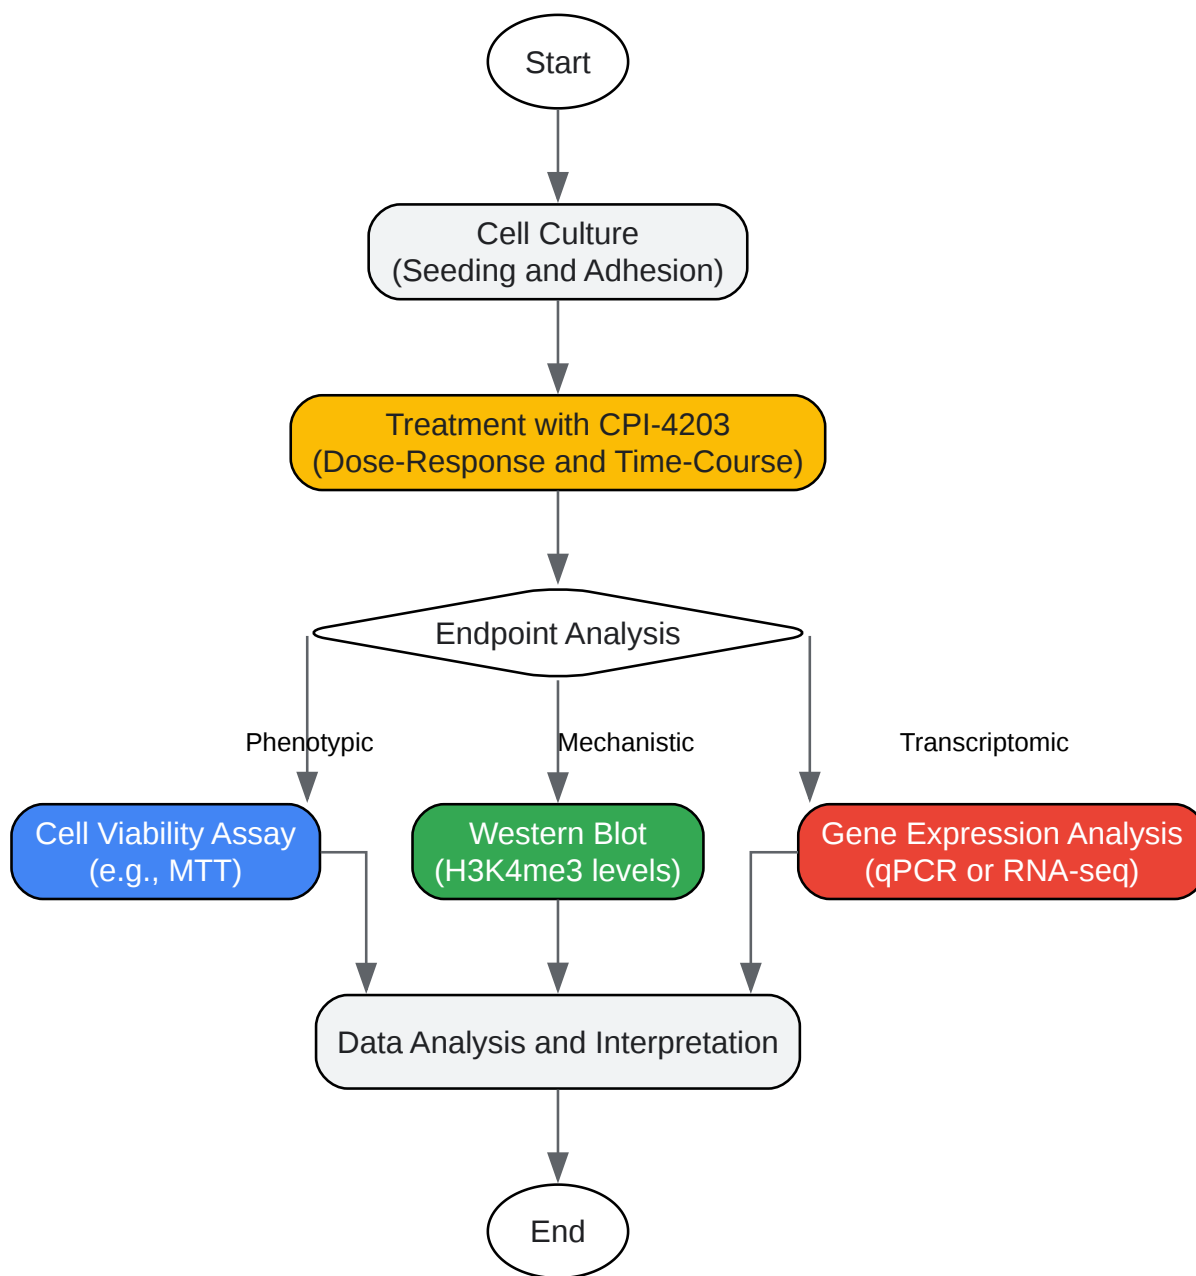 Start
Cell Culture
(Seeding and Adhesion)
Treatment with CPI-4203
(Dose-Response and Time-Course)
Endpoint Analysis
Phenotypic
Mechanistic
Transcriptomic
Cell Viability Assay
(e.g., MTT)
Western Blot
(H3K4me3 levels)
Gene Expression Analysis
(qPCR or RNA-seq)
Data Analysis and Interpretation
End